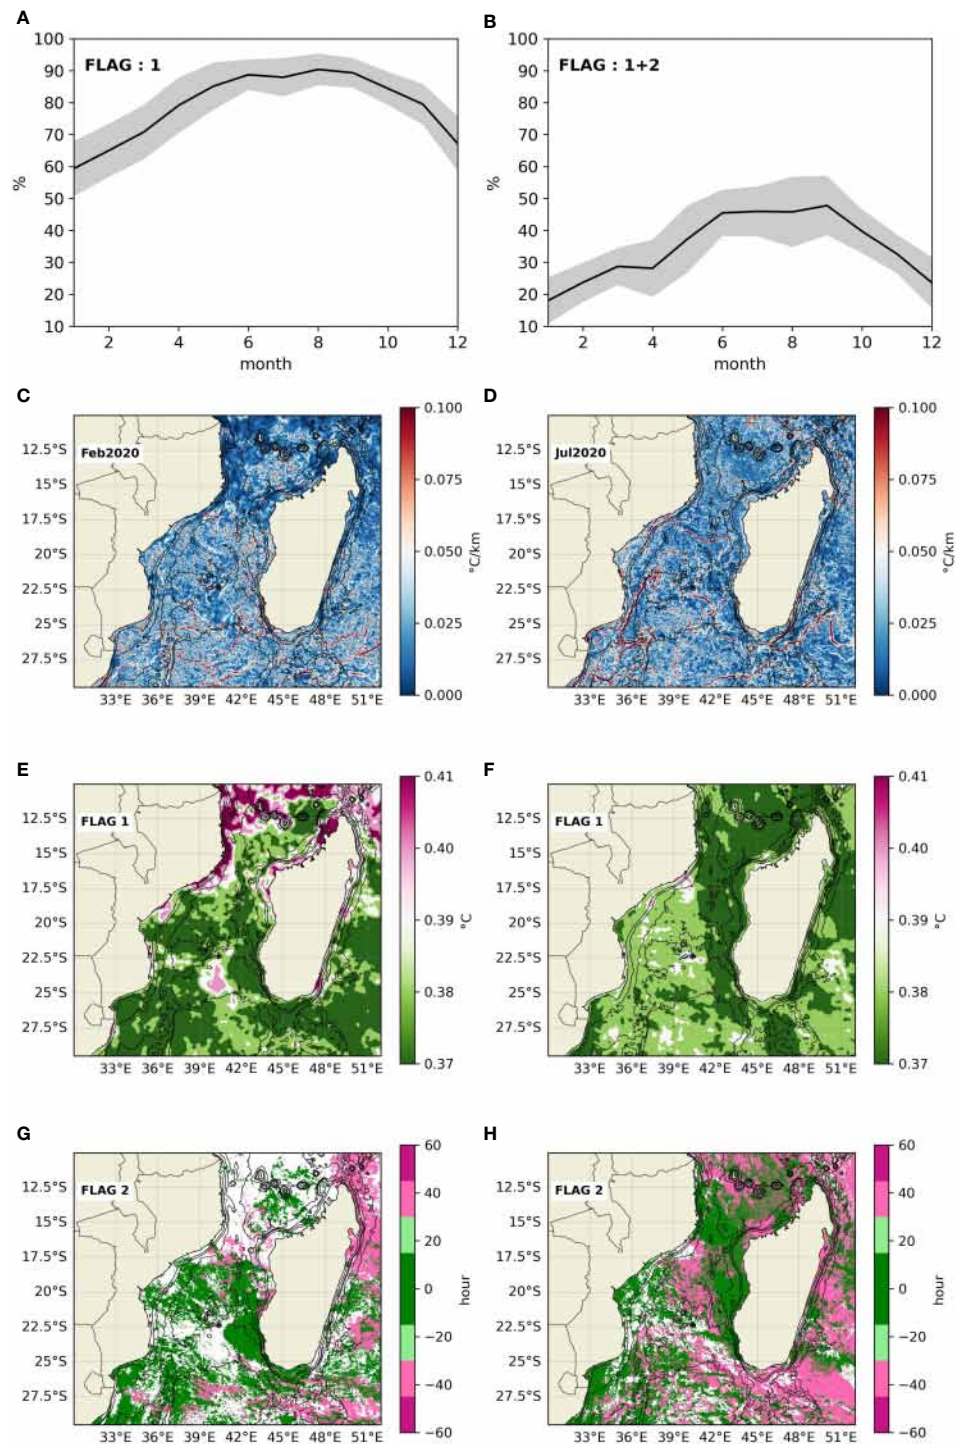 A
B
100
90
80
70
60
50
40
30
20
10
%
FLAG : 1
2
4
6
8
10
12
month
100
90
80
70
60
50
40
30
20
10
%
FLAG : 1+2
2
4
6
8
10
12
month
C
D
12.5°S
15°S
17.5°S
20°S
22.5°S
25°S
27.5°S
Feb2020
33°E 36°E 39°E 42°E 45°E 48°E 51°E
0.100
0.075
0.050
0.025
0.000
°C/km
12.5°S
15°S
17.5°S
20°S
22.5°S
25°S
27.5°S
Jul2020
33°E 36°E 39°E 42°E 45°E 48°E 51°E
0.100
0.075
0.050
0.025
0.000
°C/km
E
F
12.5°S
15°S
17.5°S
20°S
22.5°S
25°S
27.5°S
FLAG 1
33°E 36°E 39°E 42°E 45°E 48°E 51°E
0.41
0.40
0.39
0.38
0.37
°C
12.5°S
15°S
17.5°S
20°S
22.5°S
25°S
27.5°S
FLAG 1
33°E 36°E 39°E 42°E 45°E 48°E 51°E
0.41
0.40
0.39
0.38
0.37
°C
G
H
12.5°S
15°S
17.5°S
20°S
22.5°S
25°S
27.5°S
FLAG 2
33°E 36°E 39°E 42°E 45°E 48°E 51°E
60
40
20
0
−20
−40
−60
hour
12.5°S
15°S
17.5°S
20°S
22.5°S
25°S
27.5°S
FLAG 2
33°E 36°E 39°E 42°E 45°E 48°E 51°E
60
40
20
0
−20
−40
−60
hour